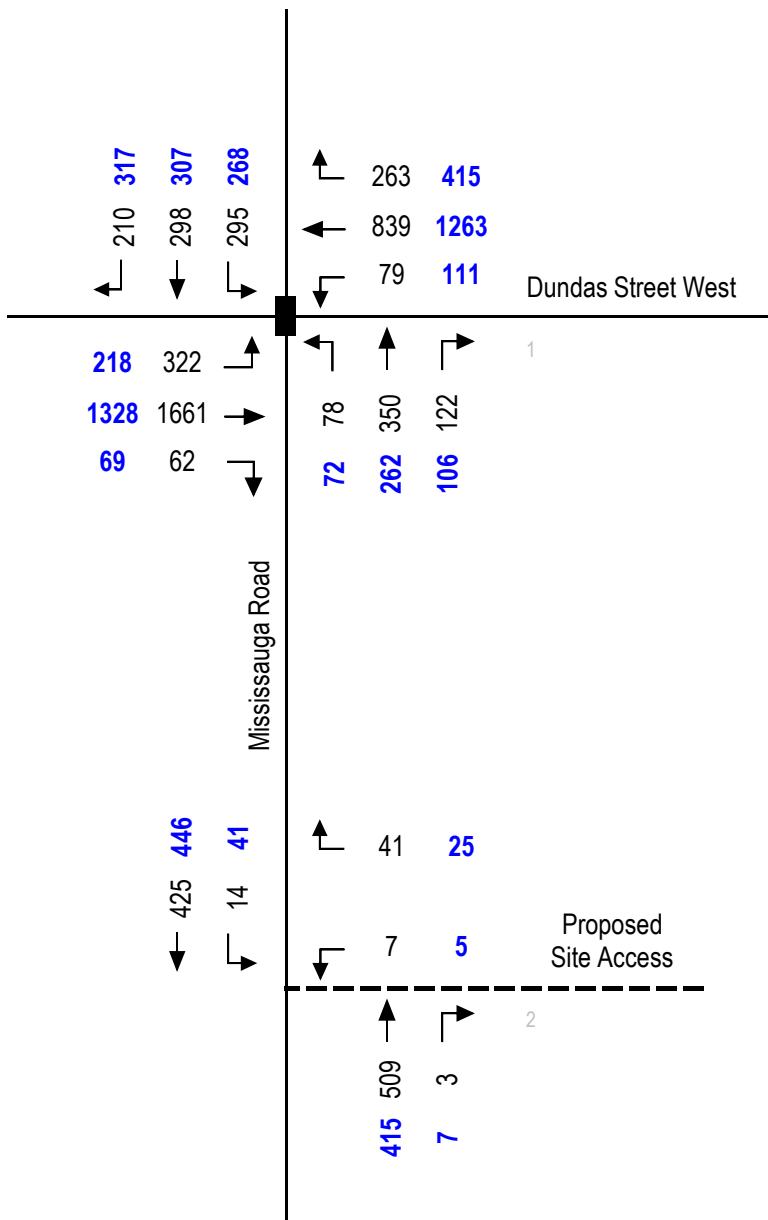 317 307 268
210 298 295
263 415
839 1263
79 111
Dundas Street West
1
218 322
1328 1661
69 62
78 350 122
72 262 106
Mississauga Road
446 41
425 14
41 25
7 5
Proposed
Site Access
2
509 3
415 7